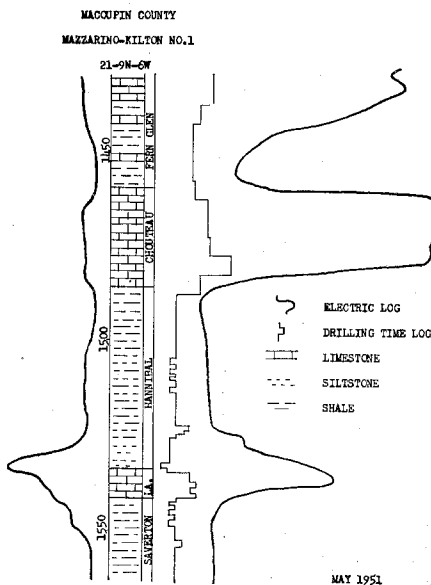 MACOUPIN COUNTY
MAZZARINO-KILTON NO.1
21-9N-6W
FERN GLEN
1450
CHOUTEAU
1500
HANNIBAL
LA.
1550
SAVERTON
ELECTRIC LOG
DRILLING TIME LOG
LIMESTONE
SILTSTONE
SHALE
MAY 1951